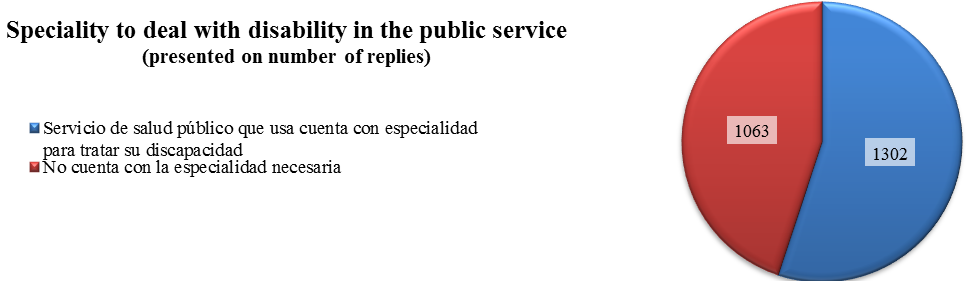 Speciality to deal with disability in the public service
(presented on number of replies)
Servicio de salud público que usa cuenta con especialidad
para tratar su discapacidad
No cuenta con la especialidad necesaria
1063
1302